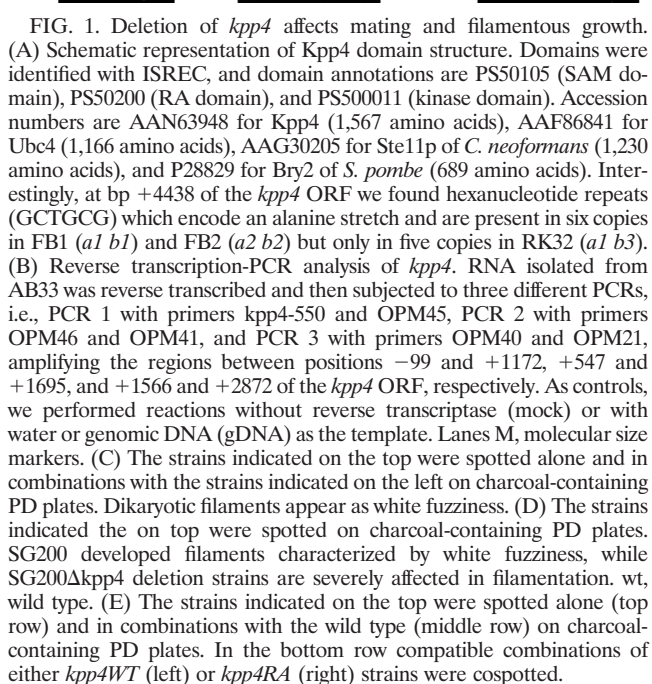 FIG. 1. Deletion of kpp4 affects mating and filamentous growth.
(A) Schematic representation of Kpp4 domain structure. Domains were
identified with ISREC, and domain annotations are PS50105 (SAM do-
main), PS50200 (RA domain), and PS500011 (kinase domain). Accession
numbers are AAN63948 for Kpp4 (1,567 amino acids), AAF86841 for
Ubc4 (1,166 amino acids), AAG30205 for Ste11p of C. neoformans (1,230
amino acids), and P28829 for Bry2 of S. pombe (689 amino acids). Inter-
estingly, at bp +4438 of the kpp4 ORF we found hexanucleotide repeats
(GCTGCG) which encode an alanine stretch and are present in six copies
in FB1 (a1 b1) and FB2 (a2 b2) but only in five copies in RK32 (a1 b3).
(B) Reverse transcription-PCR analysis of kpp4. RNA isolated from
AB33 was reverse transcribed and then subjected to three different PCRs,
i.e., PCR 1 with primers kpp4-550 and OPM45, PCR 2 with primers
OPM46 and OPM41, and PCR 3 with primers OPM40 and OPM21,
amplifying the regions between positions −99 and +1172, +547 and
+1695, and +1566 and +2872 of the kpp4 ORF, respectively. As controls,
we performed reactions without reverse transcriptase (mock) or with
water or genomic DNA (gDNA) as the template. Lanes M, molecular size
markers. (C) The strains indicated on the top were spotted alone and in
combinations with the strains indicated on the left on charcoal-containing
PD plates. Dikaryotic filaments appear as white fuzziness. (D) The strains
indicated the on top were spotted on charcoal-containing PD plates.
SG200 developed filaments characterized by white fuzziness, while
SG200Δkpp4 deletion strains are severely affected in filamentation. wt,
wild type. (E) The strains indicated on the top were spotted alone (top
row) and in combinations with the wild type (middle row) on charcoal-
containing PD plates. In the bottom row compatible combinations of
either kpp4WT (left) or kpp4RA (right) strains were cospotted.